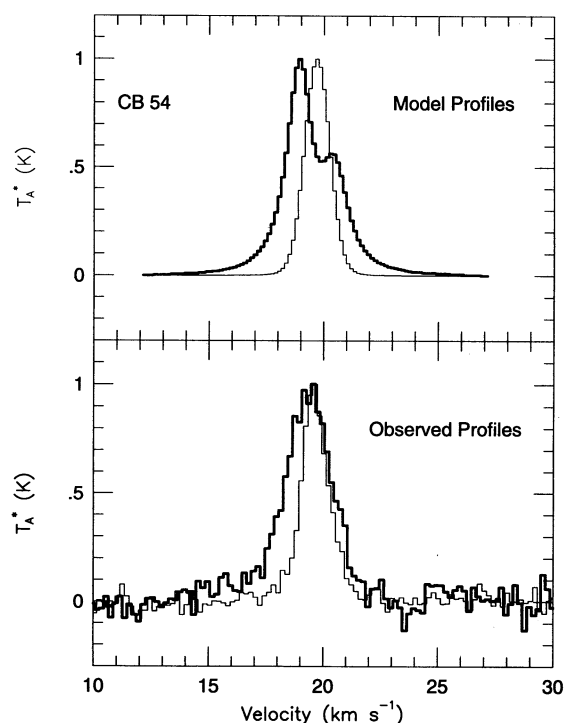 CB 54
Model Profiles
T_A^* (K)
1
.5
0
Observed Profiles
T_A^* (K)
1
.5
0
10 15 20 25 30
Velocity (km s⁻¹)